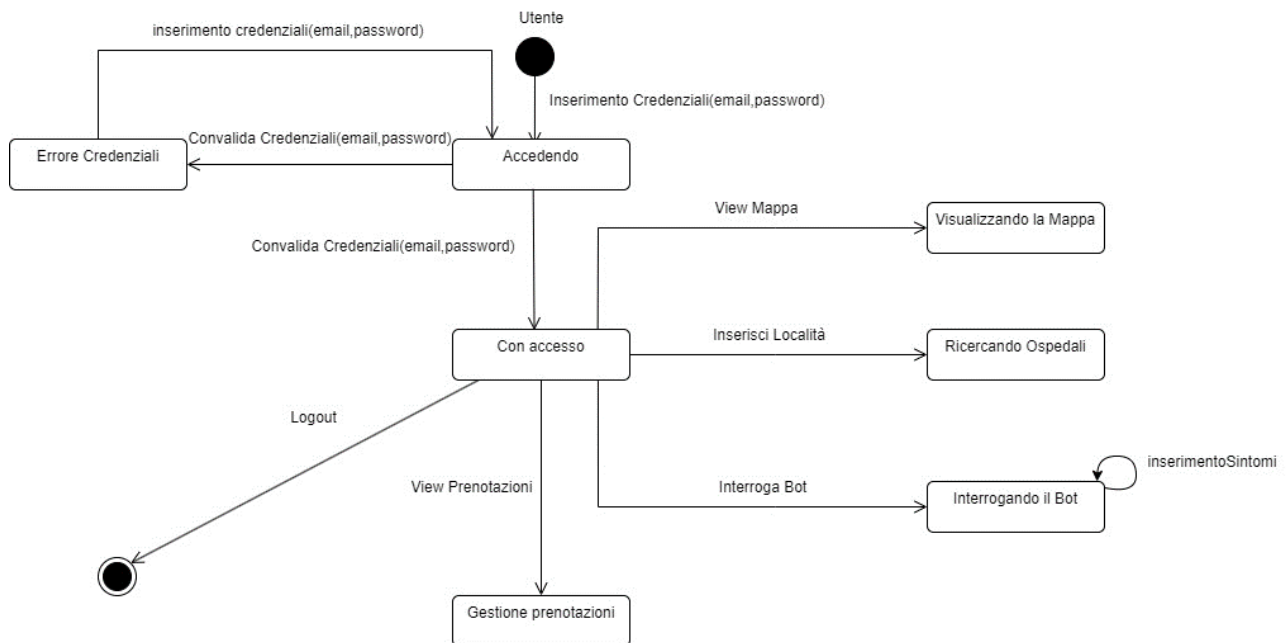 Utente
inserimento credenziali(email,password)
Inserimento Credenziali(email,password)
Convalida Credenziali(email,password)
Errore Credenziali
Accedendo
View Mappa
Visualizzando la Mappa
Convalida Credenziali(email,password)
Inserisci Località
Con accesso
Ricercando Ospedali
Logout
inserimentoSintomi
View Prenotazioni
Interroga Bot
Interrogando il Bot
Gestione prenotazioni